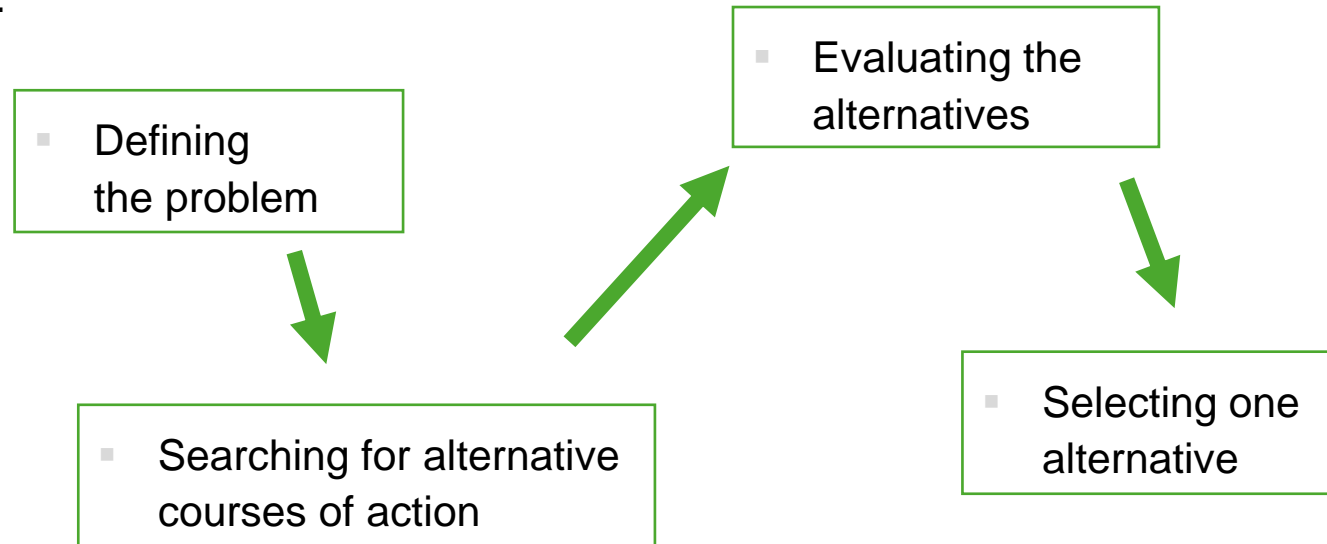 Defining
the problem
Searching for alternative
courses of action
Evaluating the
alternatives
Selecting one
alternative